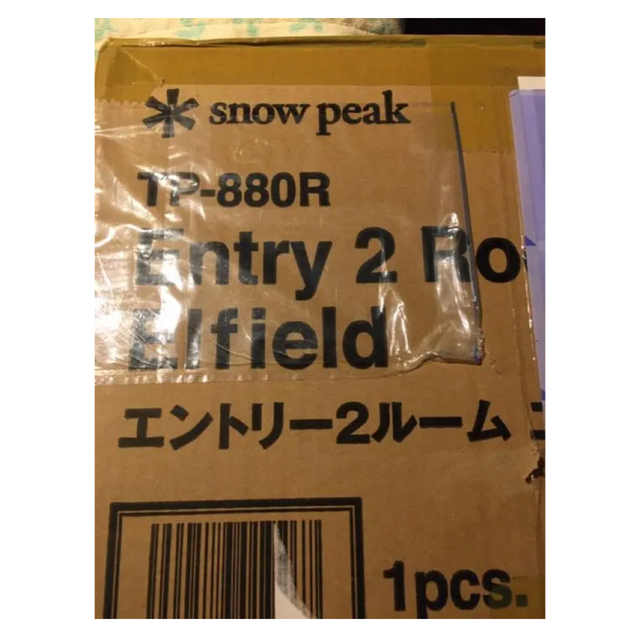 snow peak
TP-880R
Entry 2 Ro
Elfield
エントリー2ルーム
1pcs.